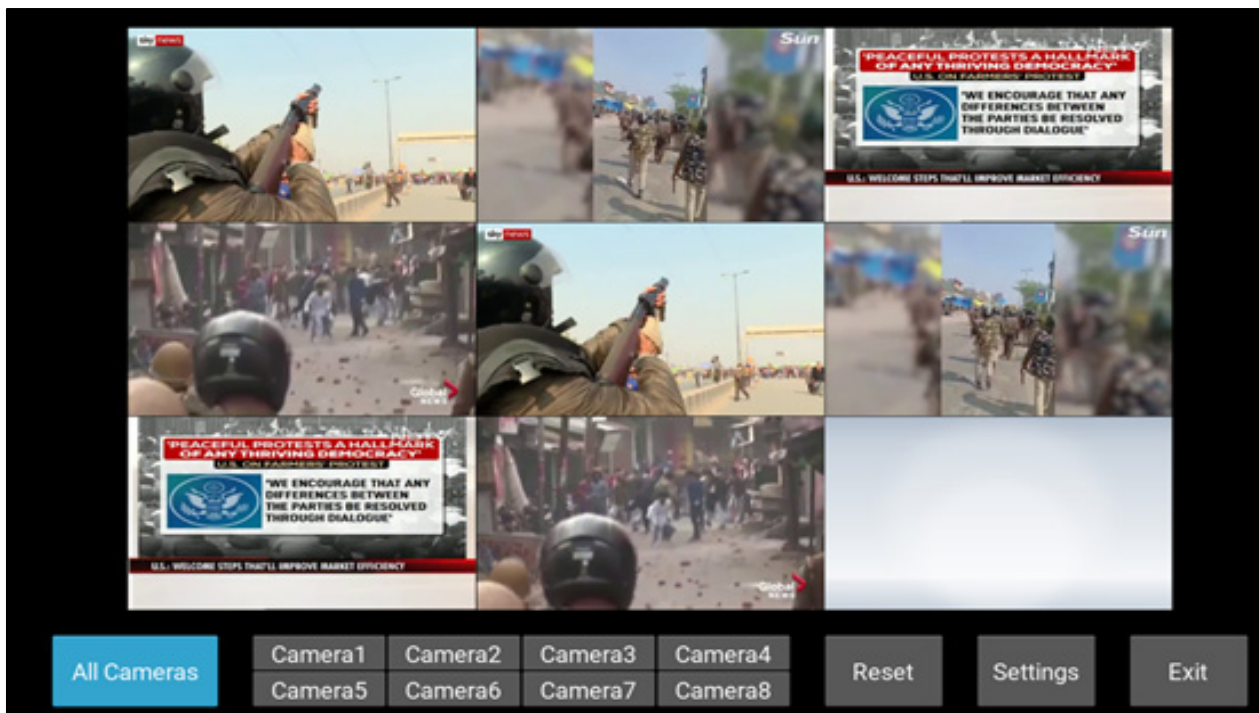 sky news
Sun
'PEACEFUL PROTESTS A HALLMARK
OF ANY THRIVING DEMOCRACY'
U.S. ON FARMERS' PROTEST
"WE ENCOURAGE THAT ANY
DIFFERENCES BETWEEN
THE PARTIES BE RESOLVED
THROUGH DIALOGUE"
U.S.: WELCOME STEPS THAT'LL IMPROVE MARKET EFFICIENCY
Global
NEWS
sky news
Sun
'PEACEFUL PROTESTS A HALLMARK
OF ANY THRIVING DEMOCRACY'
U.S. ON FARMERS' PROTEST
"WE ENCOURAGE THAT ANY
DIFFERENCES BETWEEN
THE PARTIES BE RESOLVED
THROUGH DIALOGUE"
U.S.: WELCOME STEPS THAT'LL IMPROVE MARKET EFFICIENCY
Global
NEWS
All Cameras
Camera1 Camera2 Camera3 Camera4
Camera5 Camera6 Camera7 Camera8
Reset
Settings
Exit